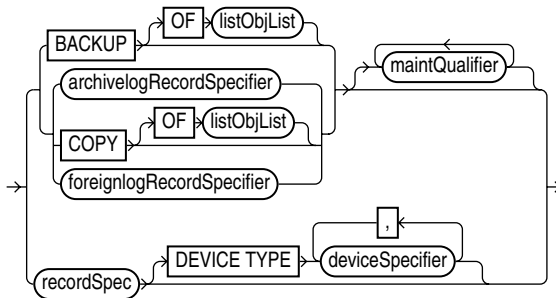 BACKUP OF listObjList
maintQualifier
archivelogRecordSpecifier
COPY OF listObjList
foreignlogRecordSpecifier
,
recordSpec DEVICE TYPE deviceSpecifier